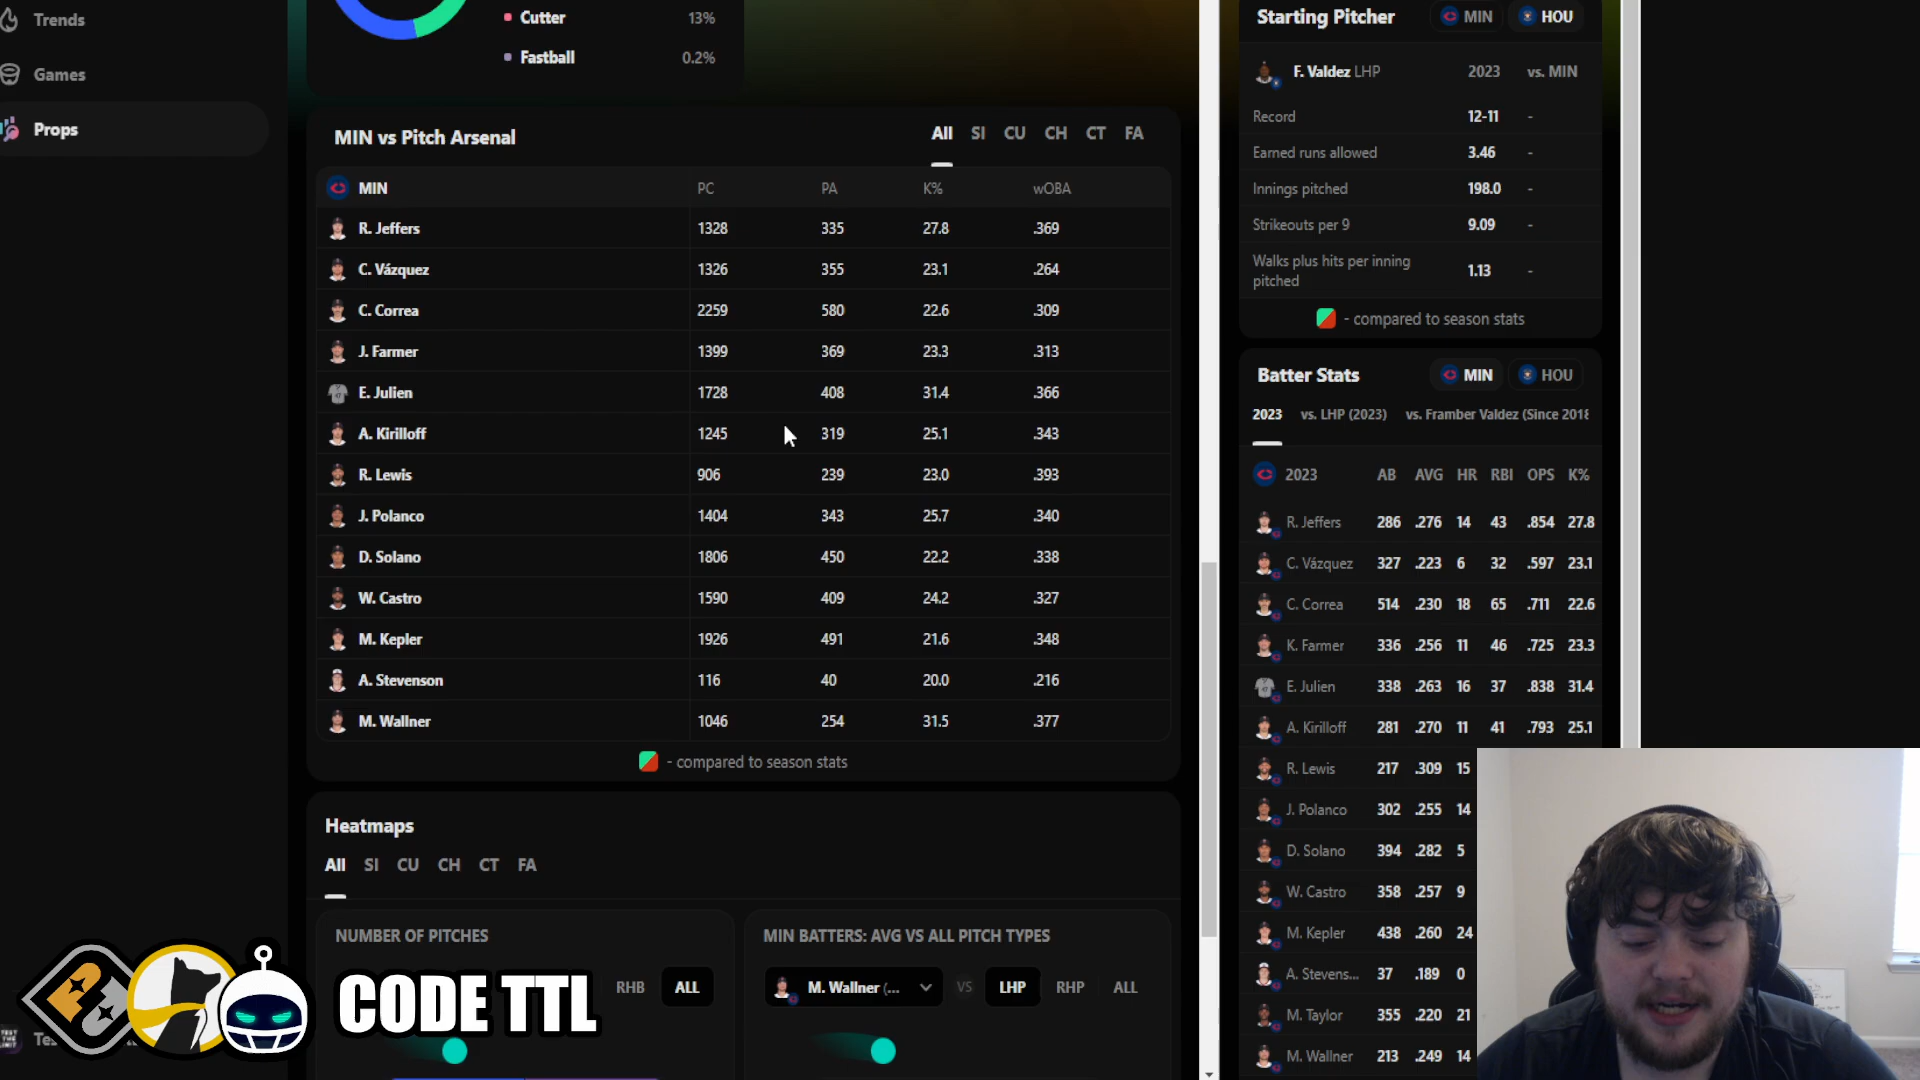 Trends
Games
Props
Cutter 13%
Fastball 0.2%
MIN vs Pitch Arsenal
All SI CU CH CT FA
MIN PC PA K% wOBA
R. Jeffers 1328 335 27.8 .369
C. Vázquez 1326 355 23.1 .264
C. Correa 2259 580 22.6 .309
J. Farmer 1399 369 23.3 .313
E. Julien 1728 408 31.4 .366
A. Kirilloff 1245 319 25.1 .343
R. Lewis 906 239 23.0 .393
J. Polanco 1404 343 25.7 .340
D. Solano 1806 450 22.2 .338
W. Castro 1590 409 24.2 .327
M. Kepler 1926 491 21.6 .348
A. Stevenson 116 40 20.0 .216
M. Wallner 1046 254 31.5 .377
- compared to season stats
Heatmaps
All SI CU CH CT FA
NUMBER OF PITCHES
RHB ALL
MIN BATTERS: AVG VS ALL PITCH TYPES
M. Wallner (... VS LHP RHP ALL
CODE TTL
Starting Pitcher MIN HOU
F. Valdez LHP 2023 vs. MIN
Record 12-11 -
Earned runs allowed 3.46 -
Innings pitched 198.0 -
Strikeouts per 9 9.09 -
Walks plus hits per inning
pitched 1.13 -
- compared to season stats
Batter Stats MIN HOU
2023 vs. LHP (2023) vs. Framber Valdez (Since 2018
2023 AB AVG HR RBI OPS K%
R. Jeffers 286 .276 14 43 .854 27.8
C. Vázquez 327 .223 6 32 .597 23.1
C. Correa 514 .230 18 65 .711 22.6
K. Farmer 336 .256 11 46 .725 23.3
E. Julien 338 .263 16 37 .838 31.4
A. Kirilloff 281 .270 11 41 .793 25.1
R. Lewis 217 .309 15
J. Polanco 302 .255 14
D. Solano 394 .282 5
W. Castro 358 .257 9
M. Kepler 438 .260 24
A. Stevens... 37 .189 0
M. Taylor 355 .220 21
M. Wallner 213 .249 14